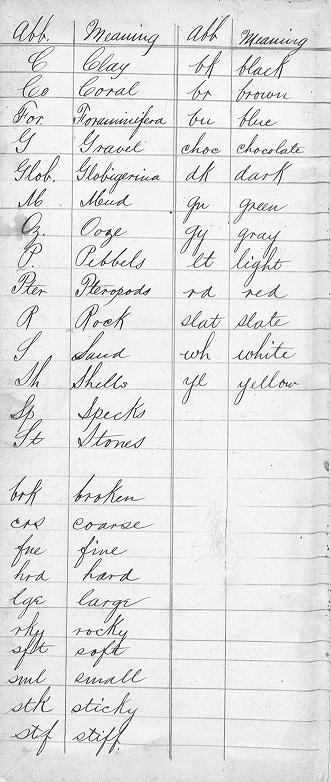 Abb. Meaning Abb Meaning
C Clay bk black
Co Coral br brown
For Foraminifera bu blue
G Gravel choc chocolate
Glob. Globigerina dk dark
M Mud gn green
Oz. Ooze gy gray
P Pebbels lt light
Pter Pteropods rd red
R Rock slat slate
S Sand wh white
Sh Shells yl yellow
Sp Specks
St Stones
brk broken
crs coarse
fne fine
hrd hard
lge large
rky rocky
sft soft
sml small
stk sticky
stf stiff.